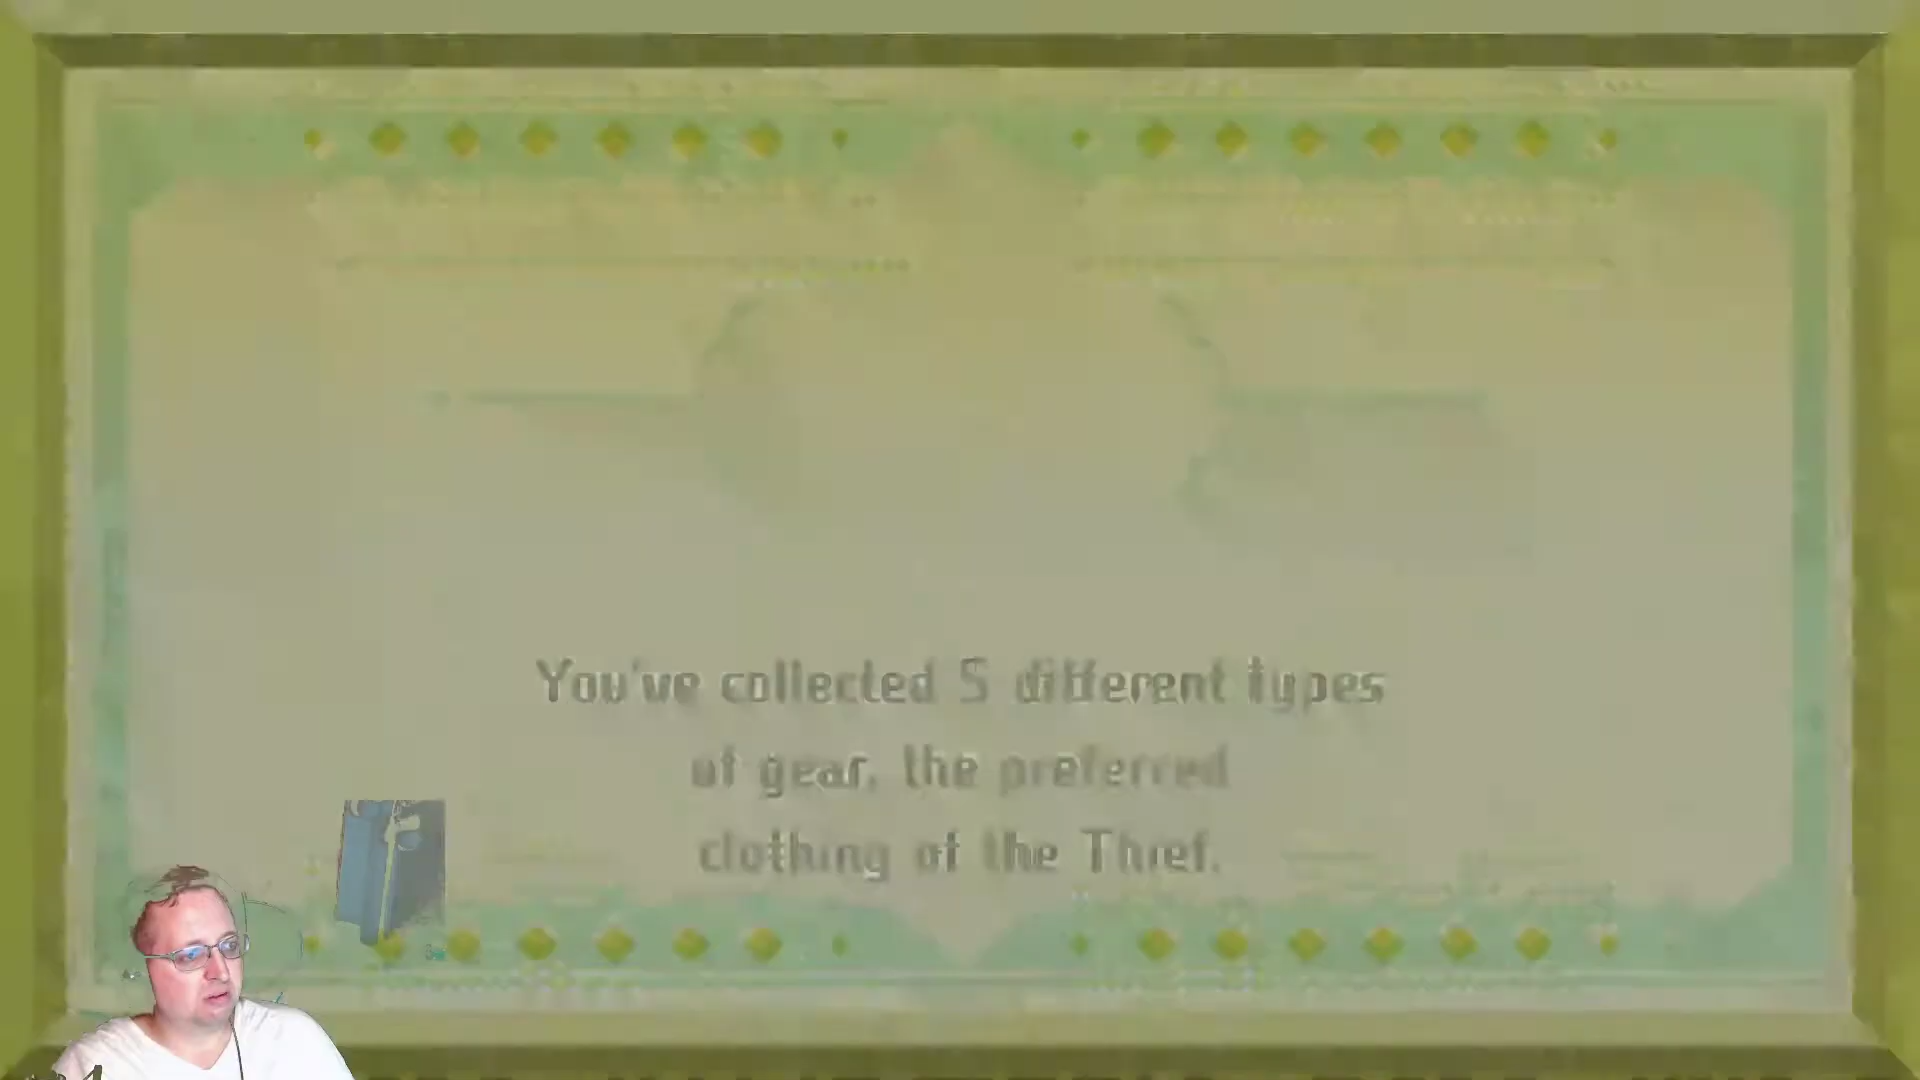 You've collected 5 different types
of gear, the preferred
clothing of the Thief.